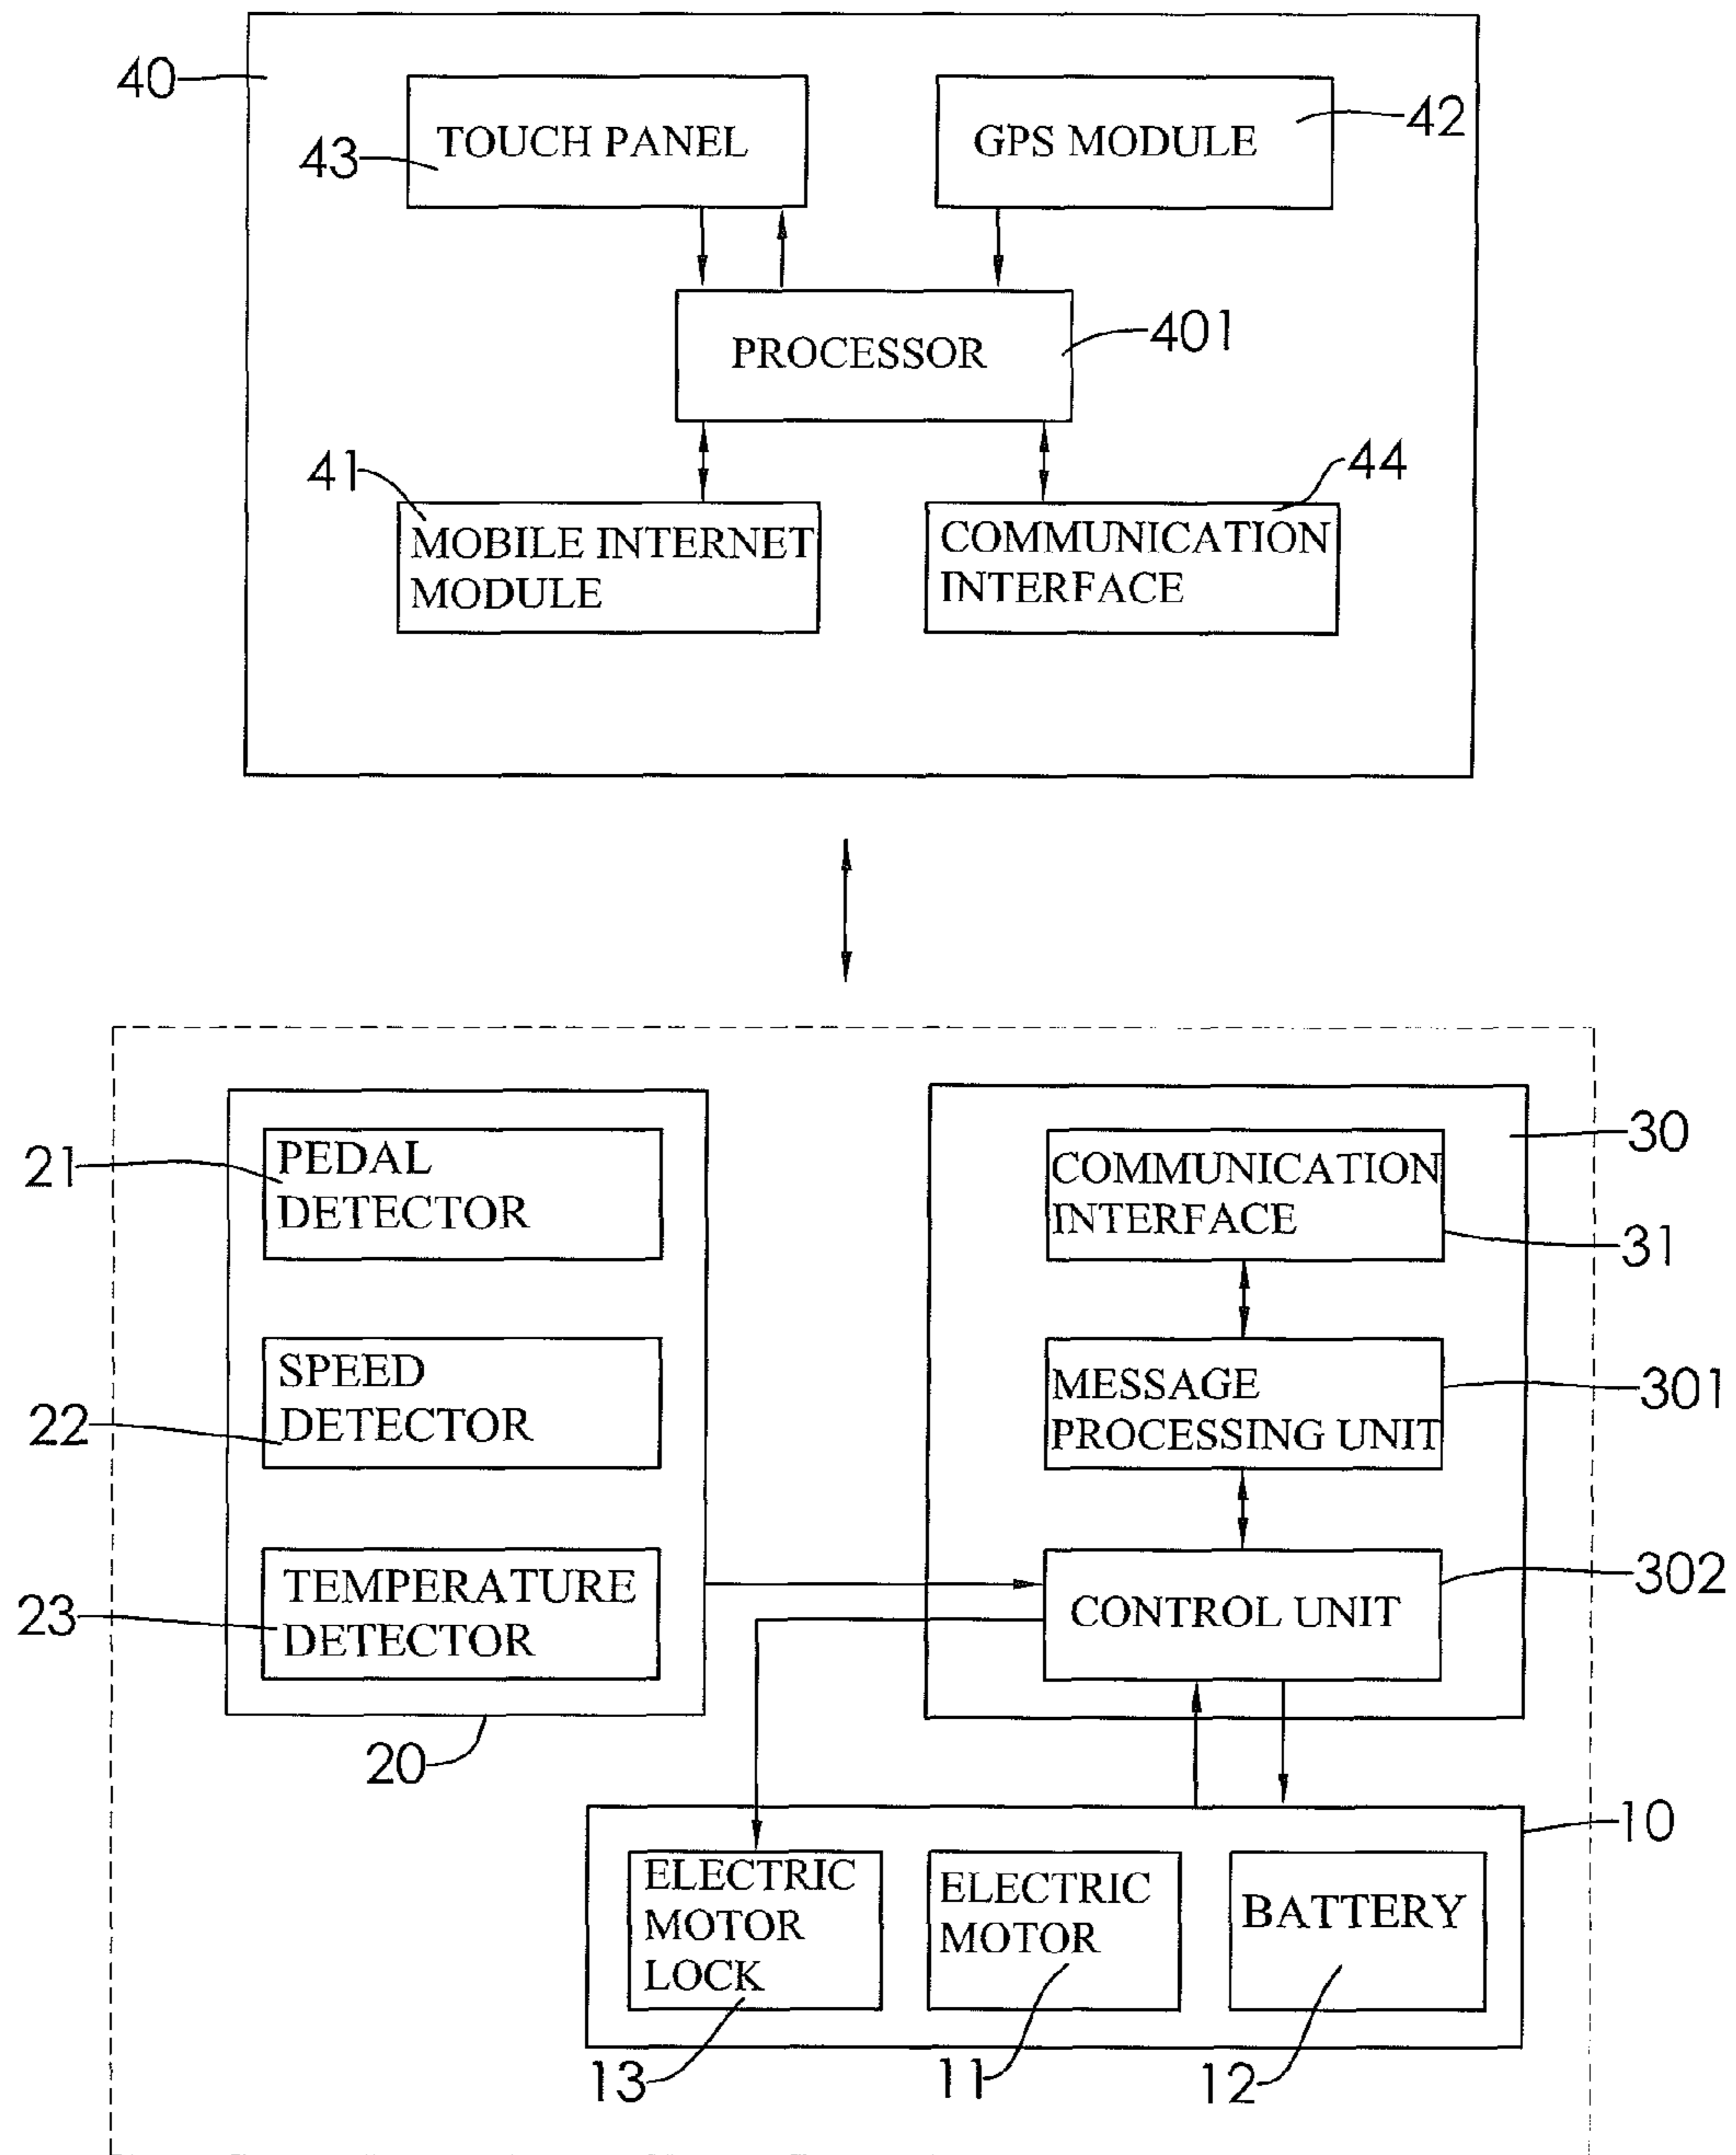 40
TOUCH PANEL
43
GPS MODULE
42
PROCESSOR
401
41
MOBILE INTERNET
MODULE
44
COMMUNICATION
INTERFACE
21
PEDAL
DETECTOR
22
SPEED
DETECTOR
23
TEMPERATURE
DETECTOR
20
30
COMMUNICATION
INTERFACE
31
MESSAGE
PROCESSING UNIT
301
CONTROL UNIT
302
10
ELECTRIC
MOTOR
LOCK
13
ELECTRIC
MOTOR
11
BATTERY
12